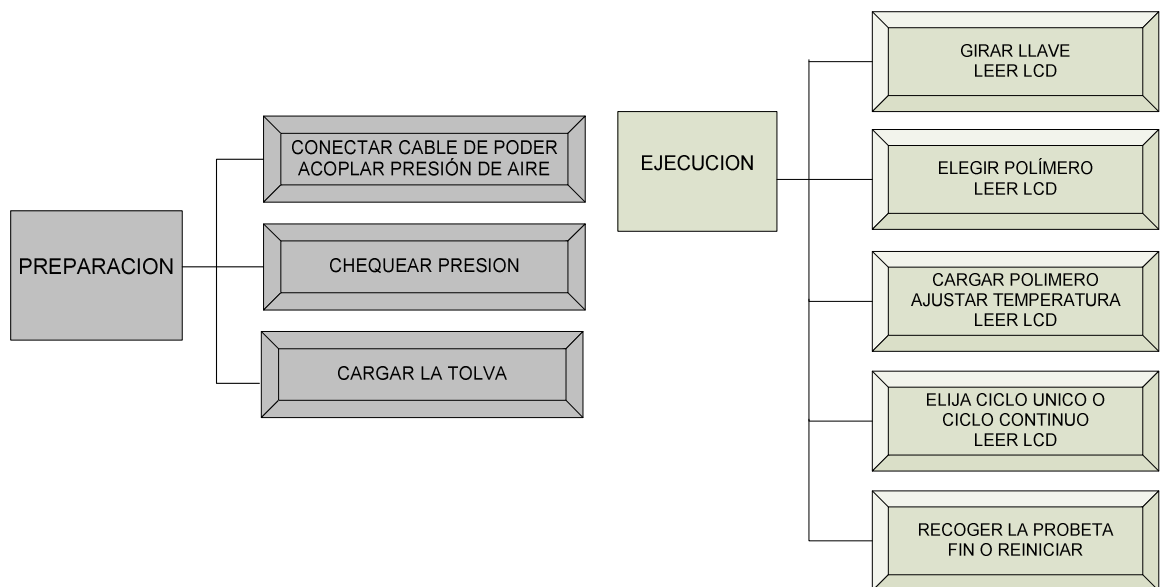 PREPARACION
CONECTAR CABLE DE PODER
ACOPLAR PRESIÓN DE AIRE
CHEQUEAR PRESION
CARGAR LA TOLVA
EJECUCION
GIRAR LLAVE
LEER LCD
ELEGIR POLÍMERO
LEER LCD
CARGAR POLIMERO
AJUSTAR TEMPERATURA
LEER LCD
ELIJA CICLO UNICO O
CICLO CONTINUO
LEER LCD
RECOGER LA PROBETA
FIN O REINICIAR